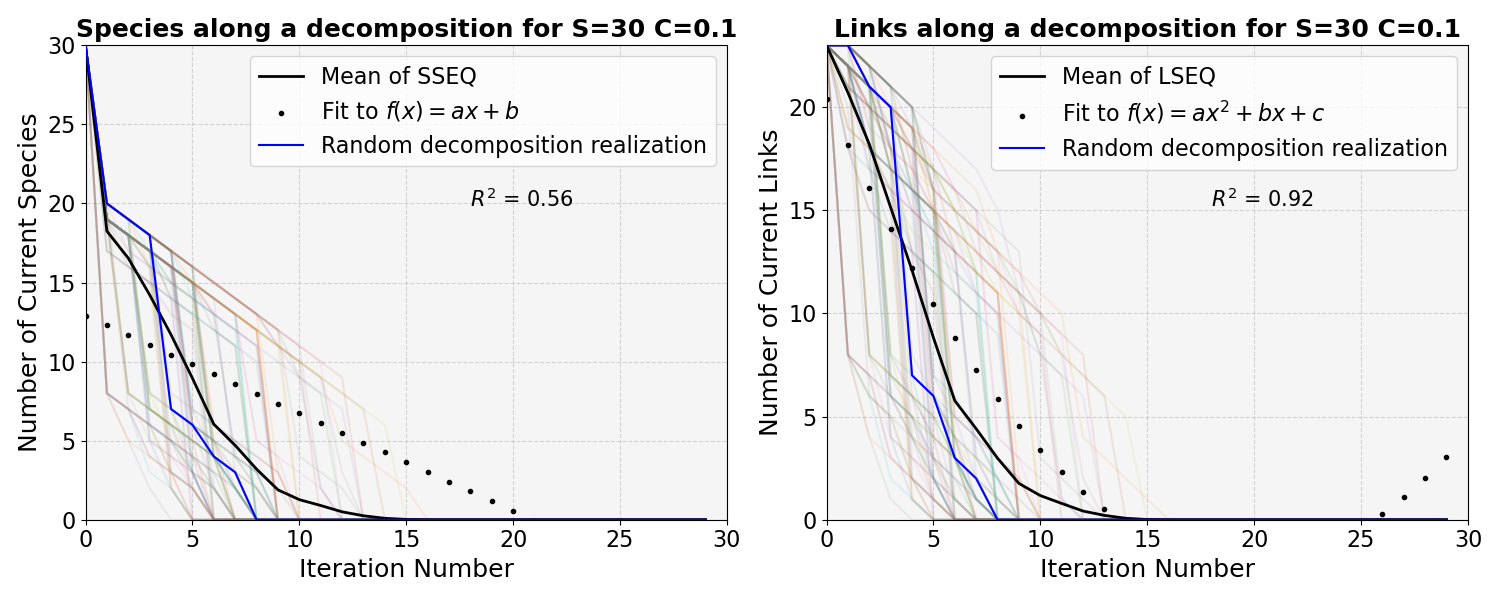 Species along a decomposition for S=30 C=0.1
30
25
20
15
10
5
0
0 5 10 15 20 25 30
Number of Current Species
Iteration Number
Mean of SSEQ
Fit to f(x) = ax + b
Random decomposition realization
R² = 0.56
Links along a decomposition for S=30 C=0.1
20
15
10
5
0
0 5 10 15 20 25 30
Number of Current Links
Iteration Number
Mean of LSEQ
Fit to f(x) = ax² + bx + c
Random decomposition realization
R² = 0.92